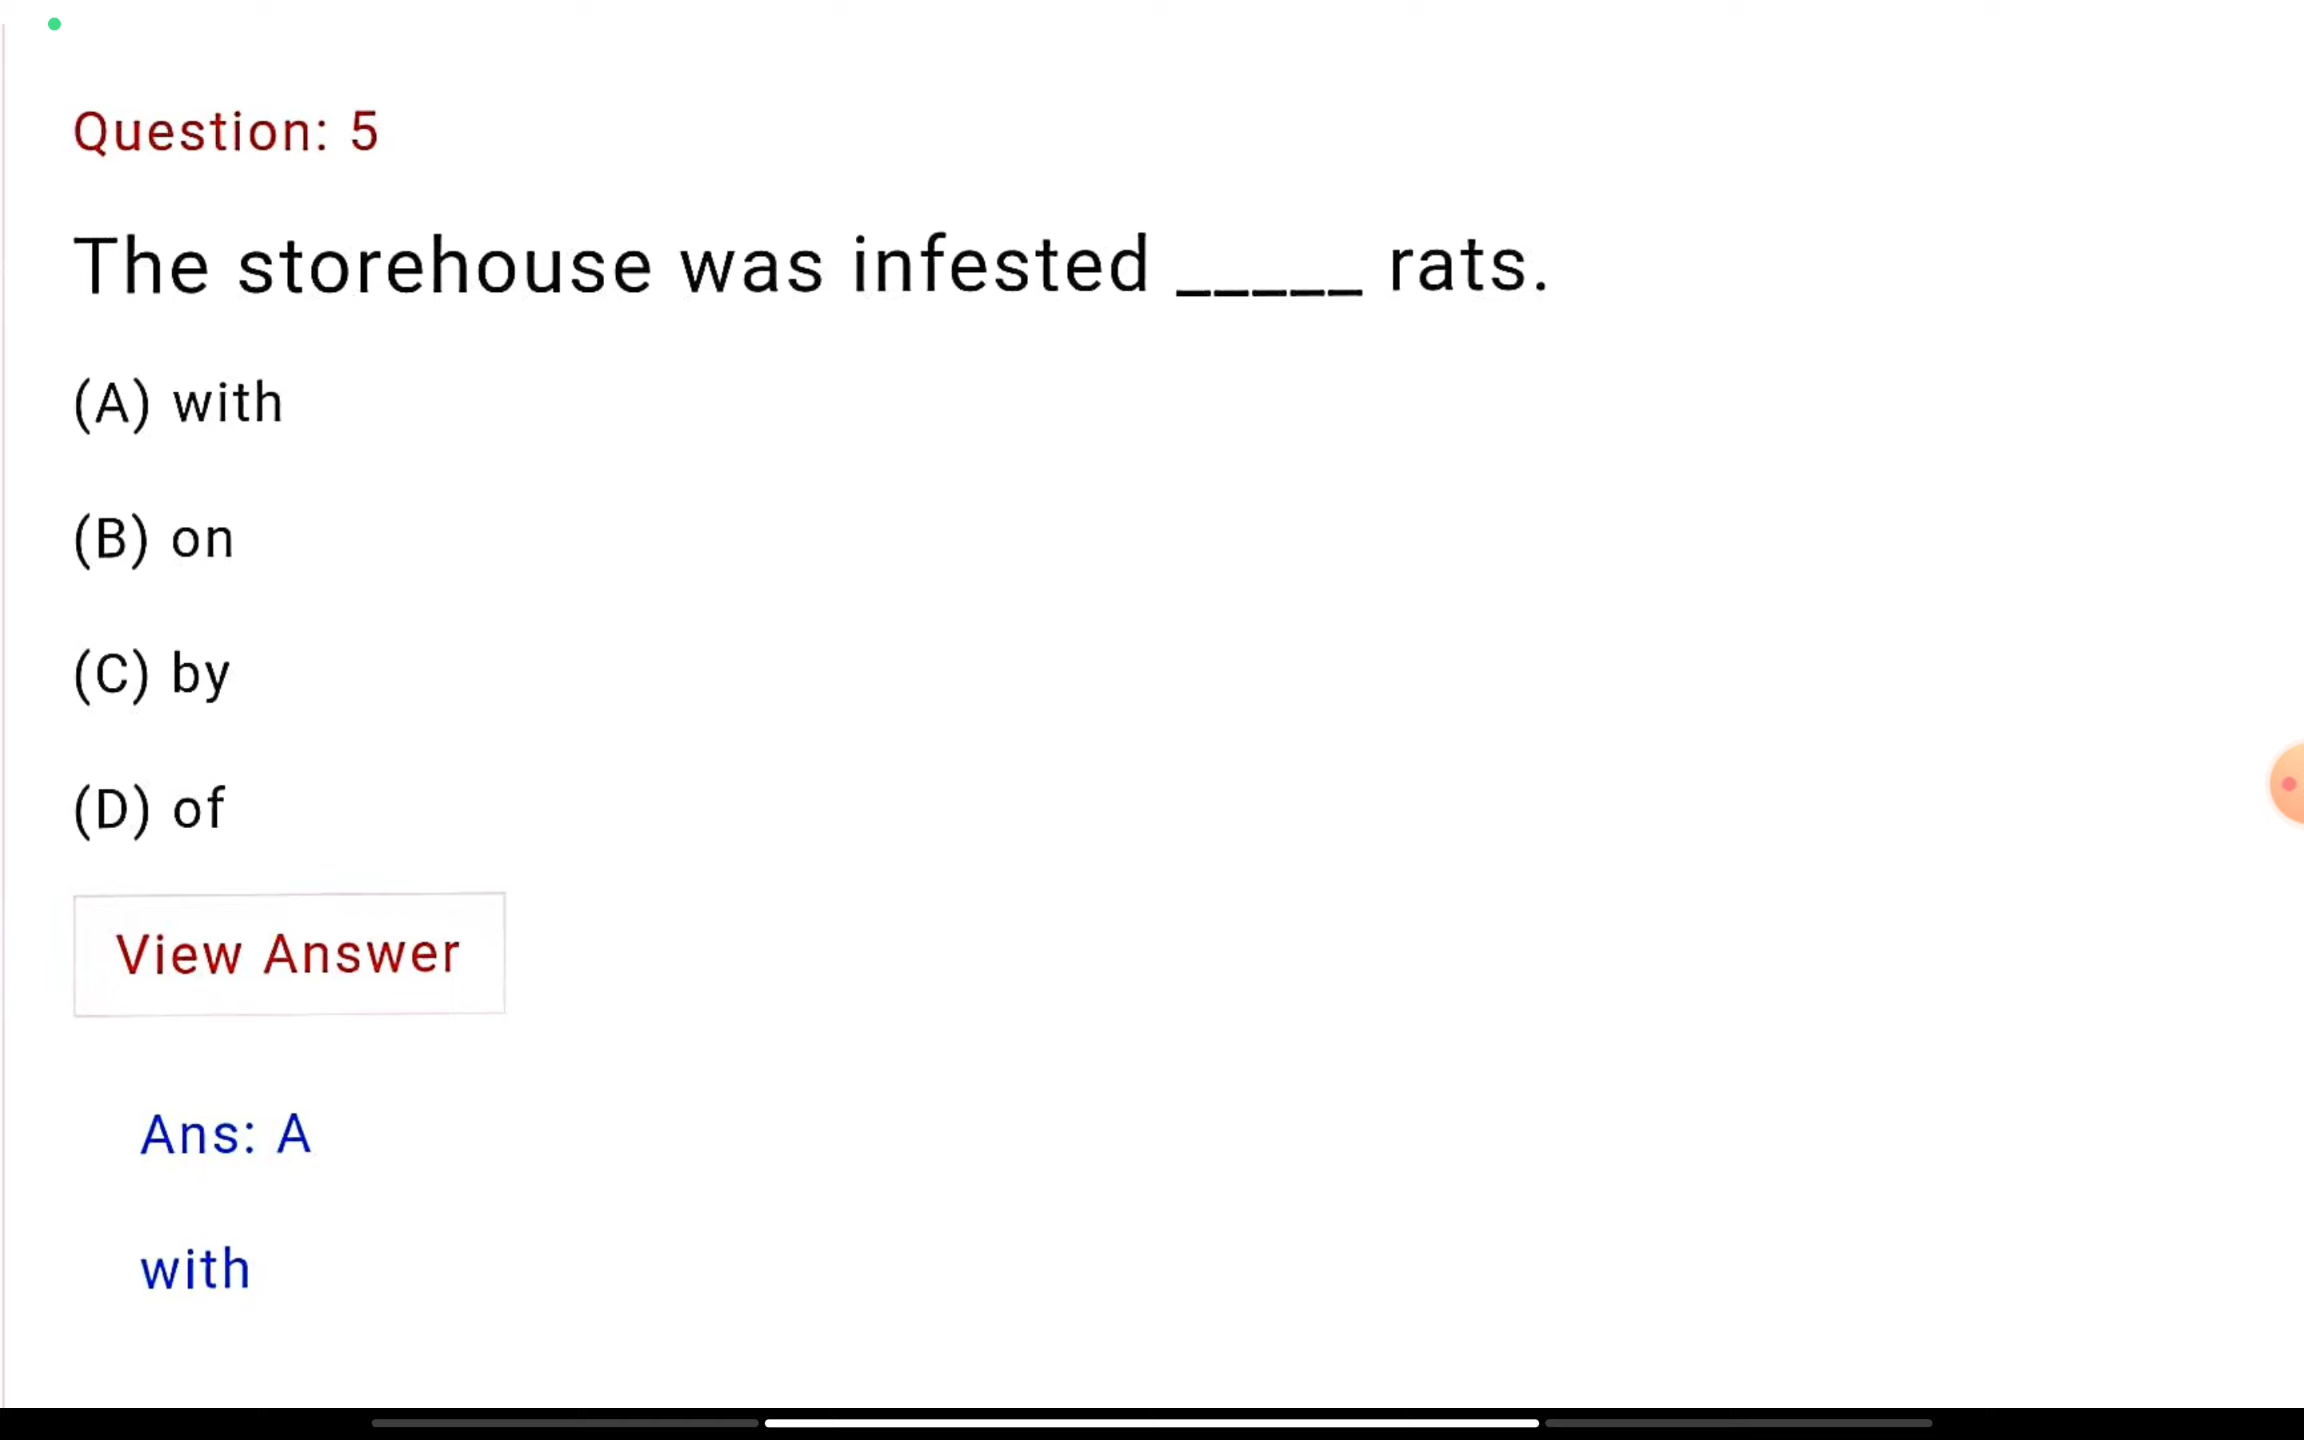 Question: 5
The storehouse was infested _____ rats.
(A) with
(B) on
(C) by
(D) of
View Answer
Ans: A
with